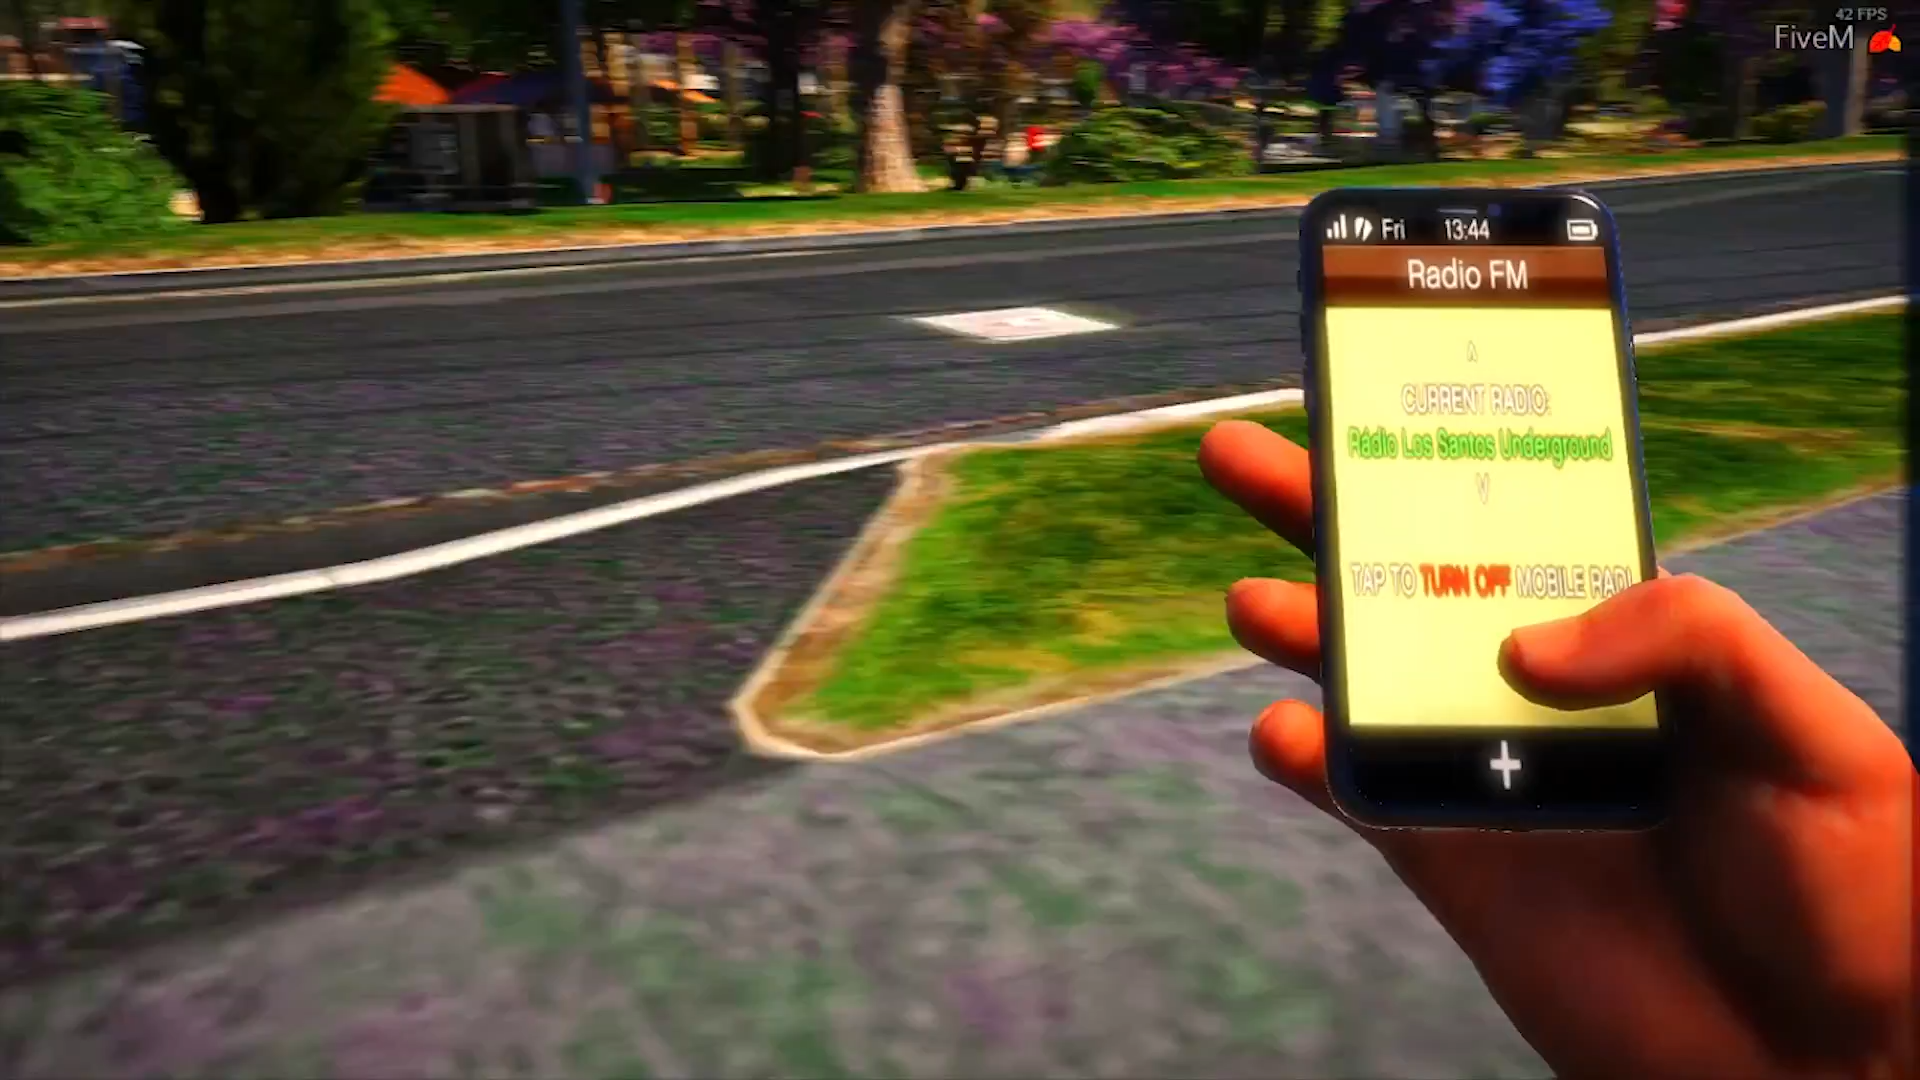 42 FPS
FiveM
Fri 13:44
Radio FM
CURRENT RADIO:
Rádio Los Santos Underground
TAP TO TURN OFF MOBILE RADI